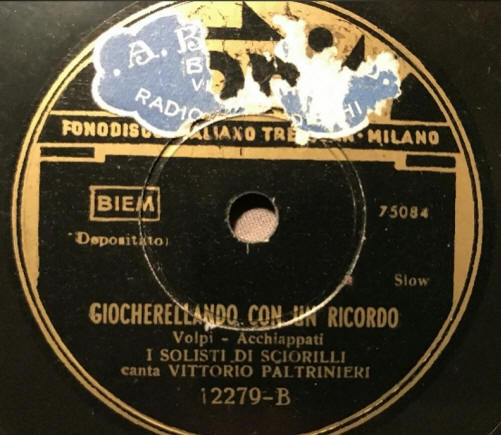 .A.B
RADIO
FONODISCO ITALIANO TREVISAN · MILANO
BIEM
75084
(Depositato)
Slow
GIOCHERELLANDO CON UN RICORDO
Volpi - Acchiappati
I SOLISTI DI SCIORILLI
canta VITTORIO PALTRINIERI
12279-B